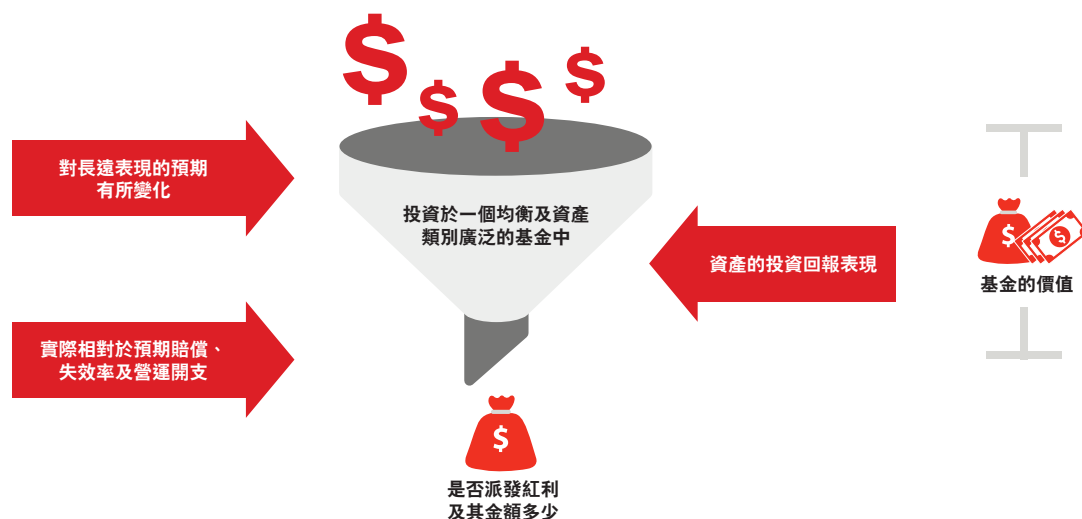 $
$
$
$
對長遠表現的預期
有所變化
投資於一個均衡及資產
類別廣泛的基金中
資產的投資回報表現
$
$
基金的價值
實際相對於預期賠償、
失效率及營運開支
$
是否派發紅利
及其金額多少